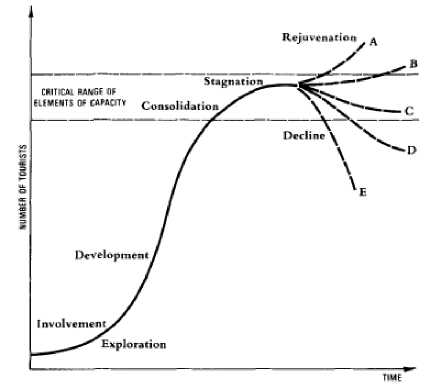 Rejuvenation
A
B
Stagnation
CRITICAL RANGE OF
ELEMENTS OF CAPACITY
Consolidation
C
Decline
D
E
NUMBER OF TOURISTS
Development
Involvement
Exploration
TIME